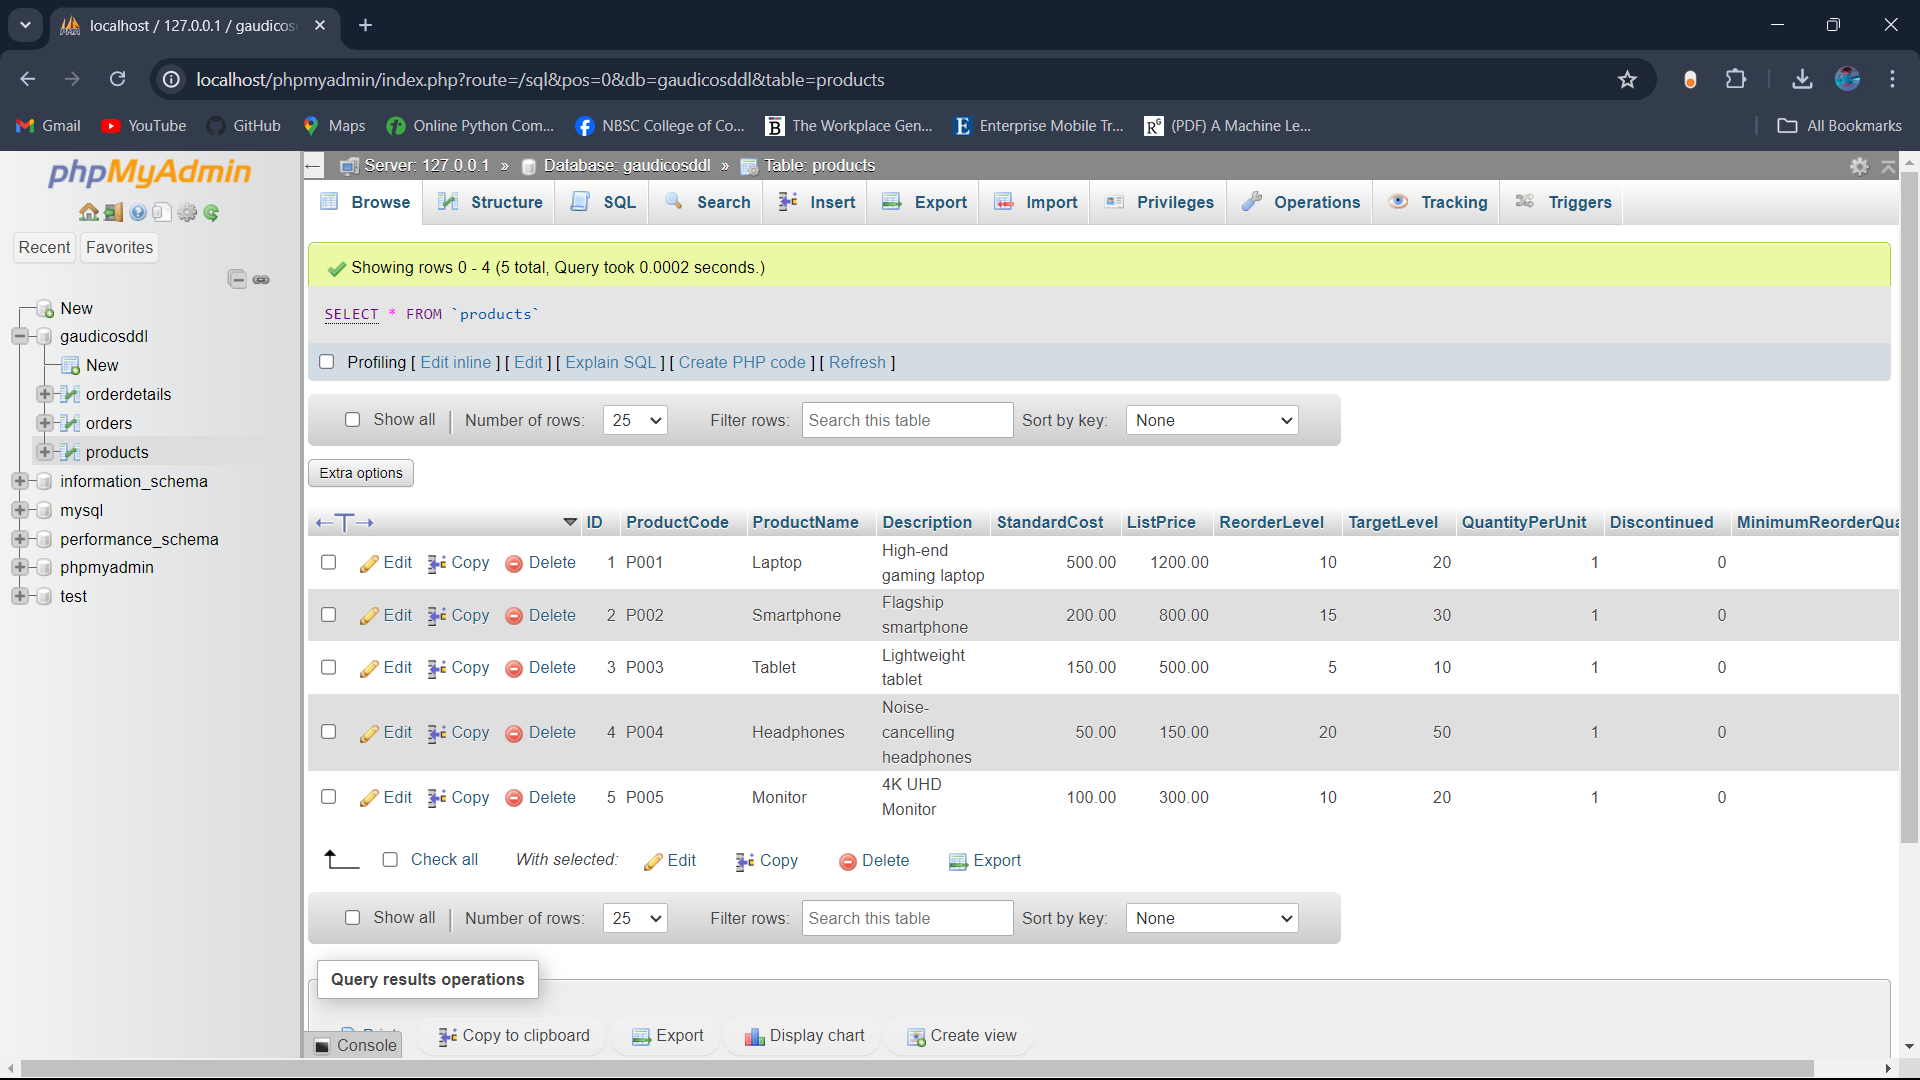 localhost / 127.0.0.1 / gaudicos
localhost/phpmyadmin/index.php?route=/sql&pos=0&db=gaudicosddl&table=products
Gmail YouTube GitHub Maps Online Python Com... NBSC College of Co... The Workplace Gen... Enterprise Mobile Tr... (PDF) A Machine Le... All Bookmarks
phpMyAdmin
Recent Favorites
New
gaudicosddl
New
orderdetails
orders
products
information_schema
mysql
performance_schema
phpmyadmin
test
Server: 127.0.0.1 » Database: gaudicosddl » Table: products
Browse Structure SQL Search Insert Export Import Privileges Operations Tracking Triggers
Showing rows 0 - 4 (5 total, Query took 0.0002 seconds.)
SELECT * FROM `products`
Profiling [ Edit inline ] [ Edit ] [ Explain SQL ] [ Create PHP code ] [ Refresh ]
Show all Number of rows: 25 Filter rows: Search this table Sort by key: None
Extra options
←T→ ID ProductCode ProductName Description StandardCost ListPrice ReorderLevel TargetLevel QuantityPerUnit Discontinued MinimumReorderQua
Edit Copy Delete 1 P001 Laptop High-end gaming laptop 500.00 1200.00 10 20 1 0
Edit Copy Delete 2 P002 Smartphone Flagship smartphone 200.00 800.00 15 30 1 0
Edit Copy Delete 3 P003 Tablet Lightweight tablet 150.00 500.00 5 10 1 0
Edit Copy Delete 4 P004 Headphones Noise-cancelling headphones 50.00 150.00 20 50 1 0
Edit Copy Delete 5 P005 Monitor 4K UHD Monitor 100.00 300.00 10 20 1 0
Check all With selected: Edit Copy Delete Export
Show all Number of rows: 25 Filter rows: Search this table Sort by key: None
Query results operations
Copy to clipboard Export Display chart Create view
Console